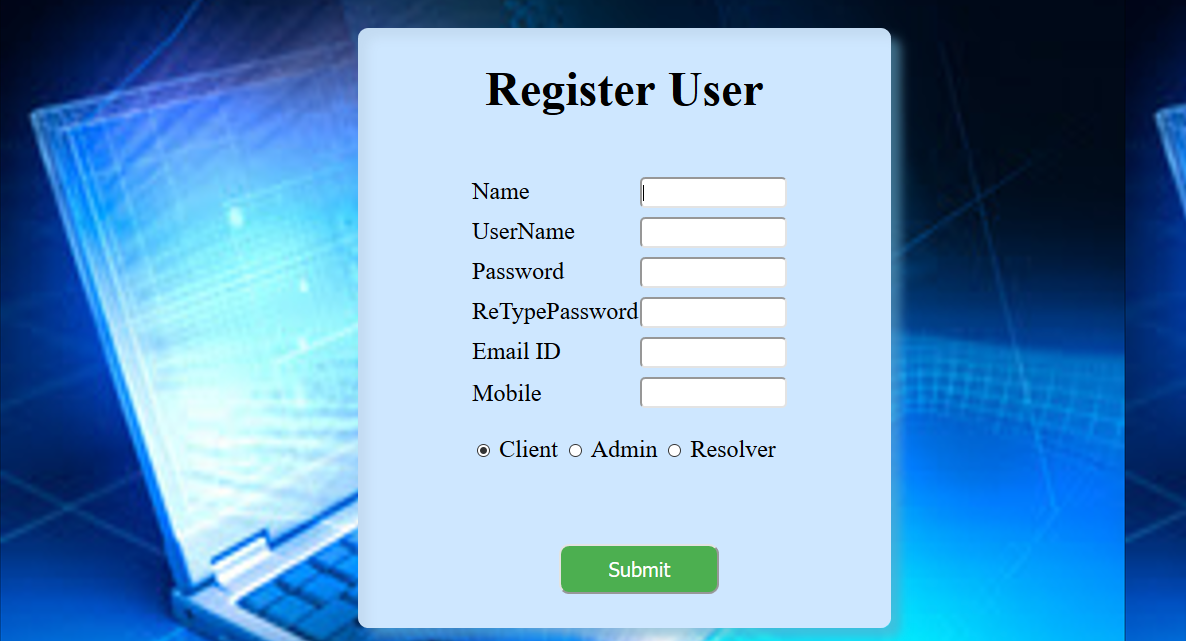 Register User
Name
UserName
Password
ReTypePassword
Email ID
Mobile
Client Admin Resolver
Submit